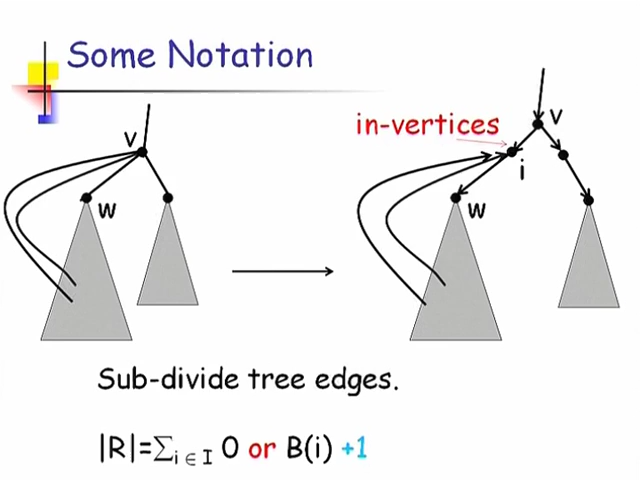 Some Notation
in-vertices
v
v
i
w
w
Sub-divide tree edges.
|R|=∑i ∈ I 0 or B(i) +1